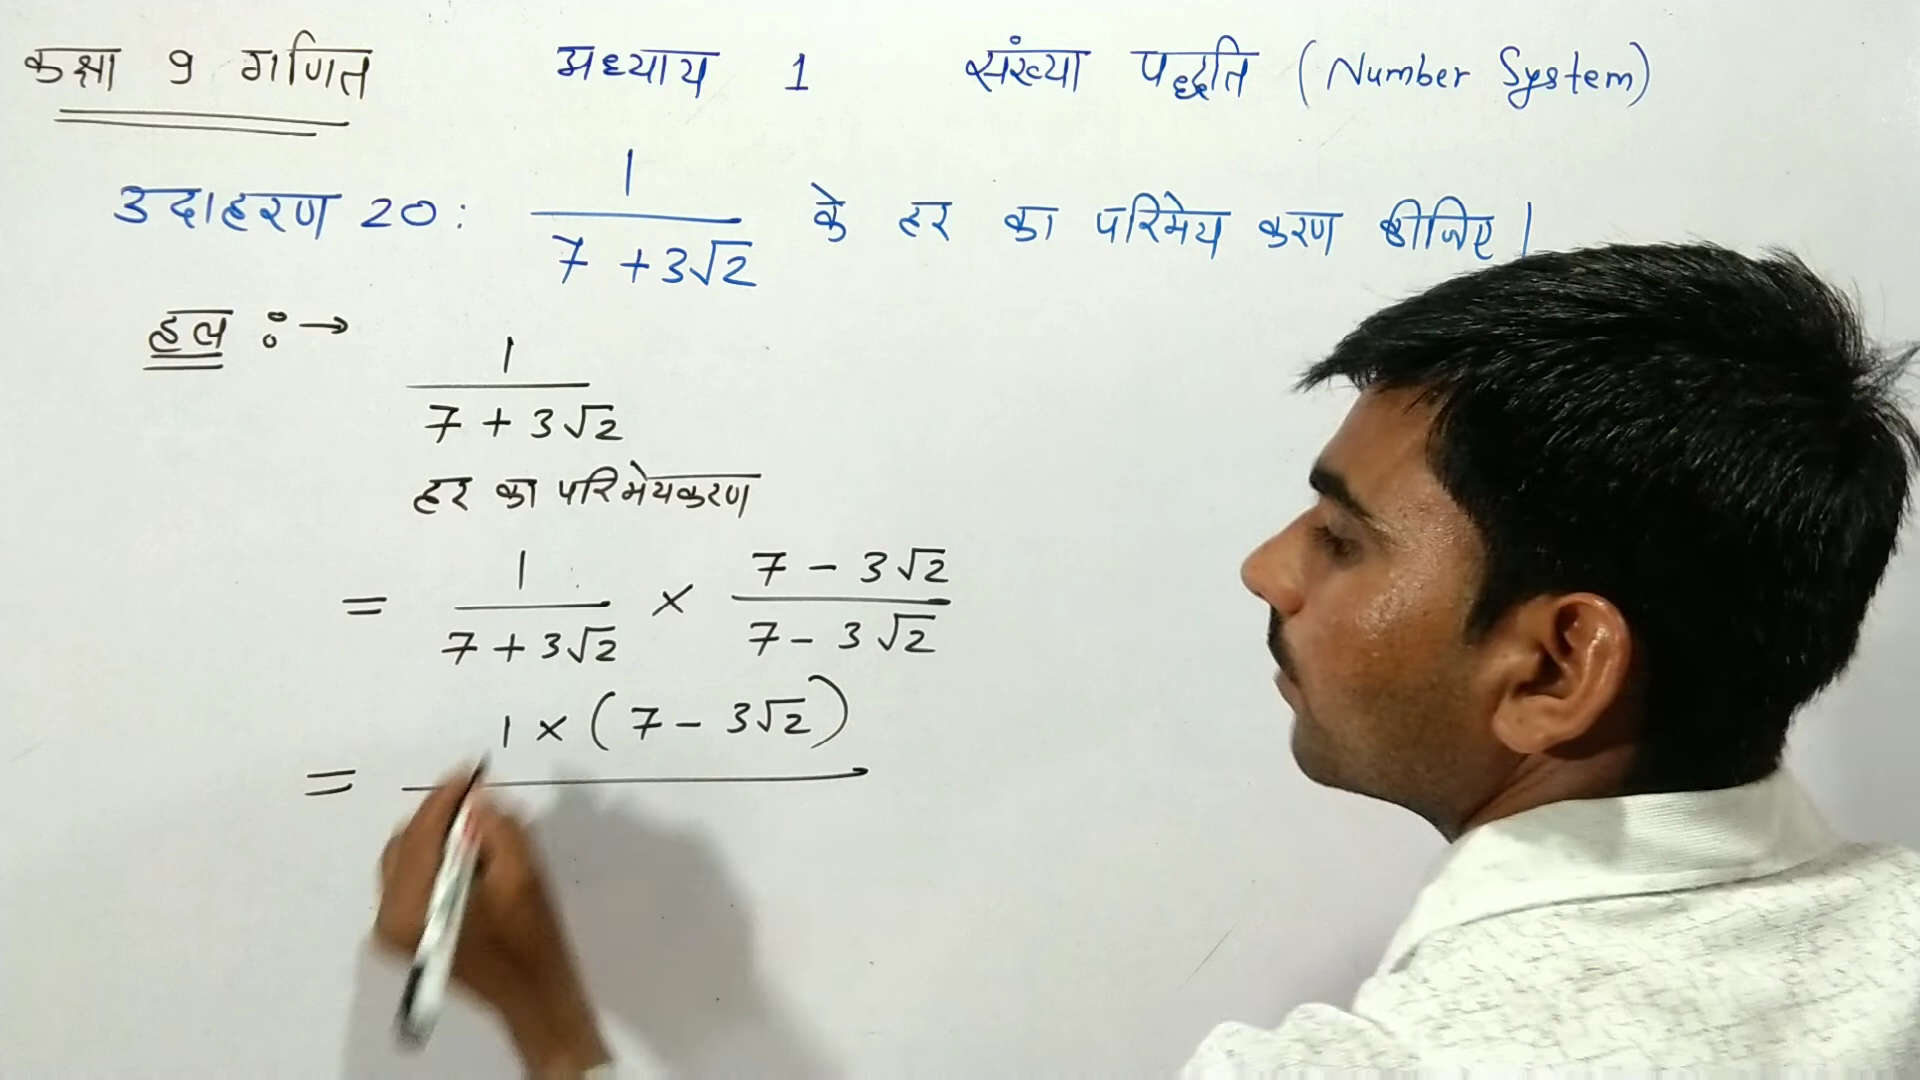 कक्षा 9 गणित अध्याय 1 संख्या पद्धति (Number System)
उदाहरण 20: 1/(7 + 3√2) के हर का परिमेय करण कीजिए।
हल :→ 1/(7 + 3√2)
हर का परिमेयकरण
= 1/(7 + 3√2) × (7 - 3√2)/(7 - 3√2)
= 1 × (7 - 3√2)